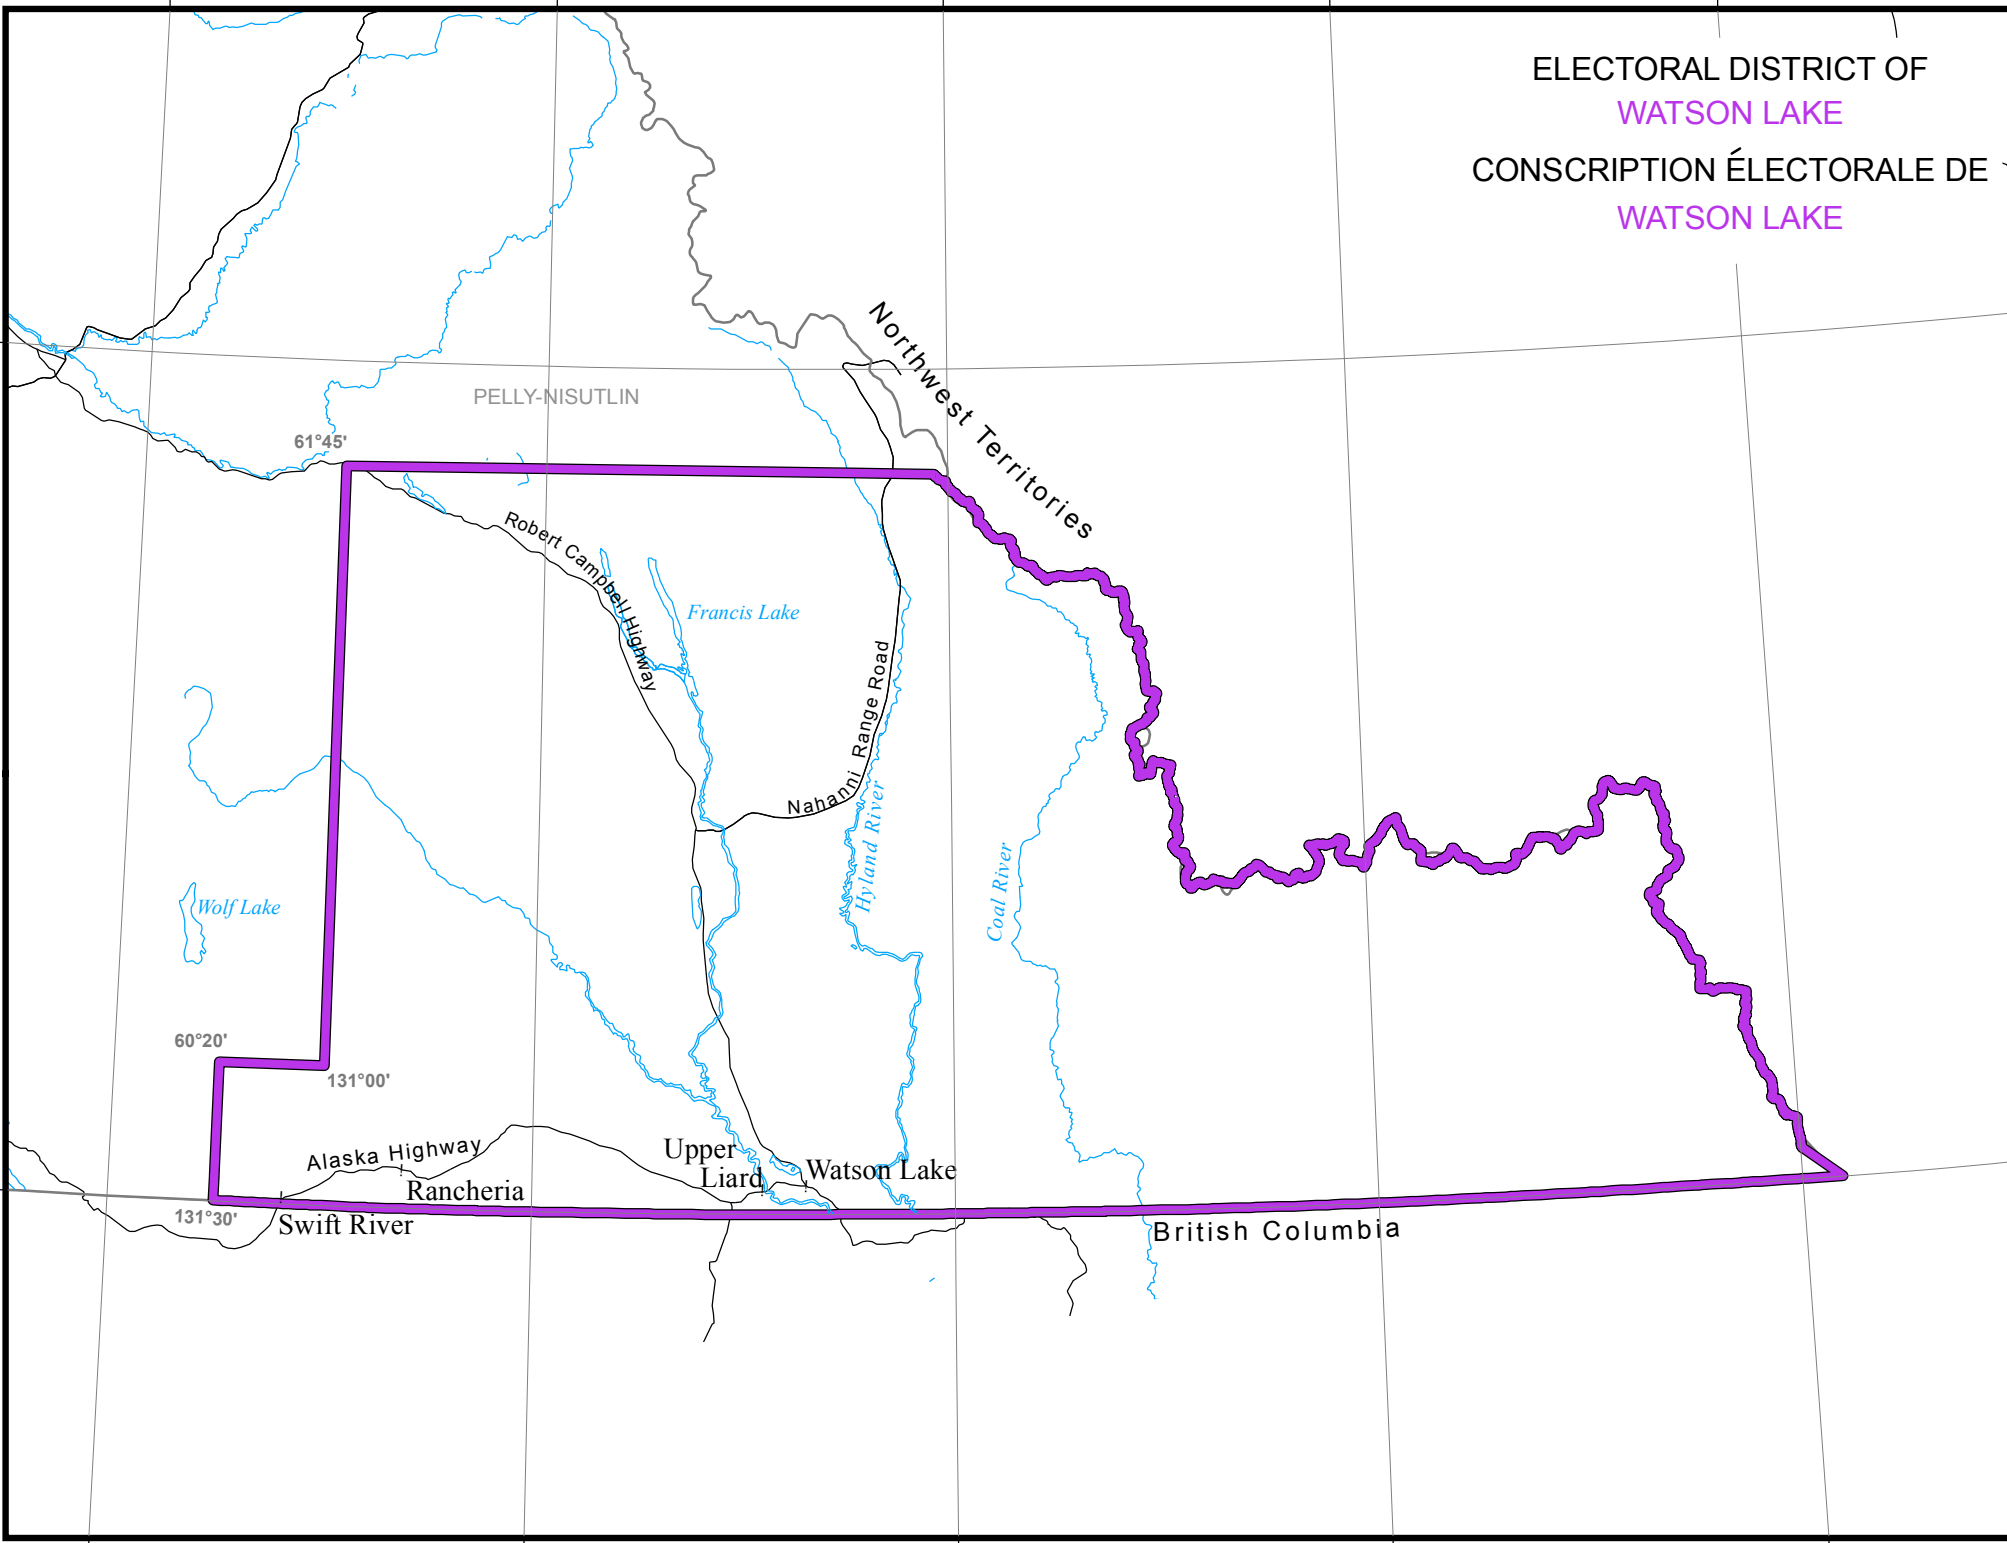 ELECTORAL DISTRICT OF
WATSON LAKE
CONSCRIPTION ÉLECTORALE DE
WATSON LAKE
Northwest Territories
PELLY-NISUTLIN
61°45'
Robert Campbell Highway
Francis Lake
Nahanni Range Road
Hyland River
Coal River
Wolf Lake
60°20'
131°00'
Alaska Highway
Upper
Liard
Watson Lake
Rancheria
131°30'
Swift River
British Columbia